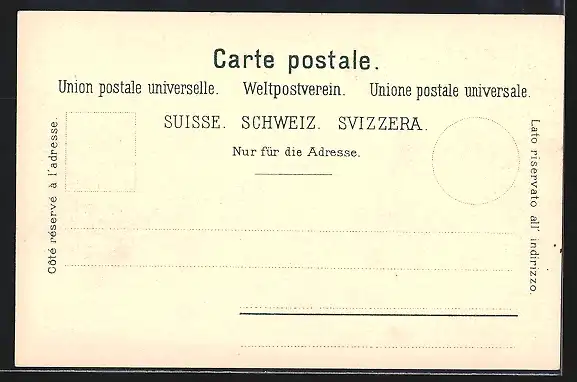 Carte postale.
Union postale universelle. Weltpostverein. Unione postale universale.
SUISSE. SCHWEIZ. SVIZZERA.
Nur für die Adresse.
Côté réservé à l'adresse.
Lato riservato all' indirizzo.